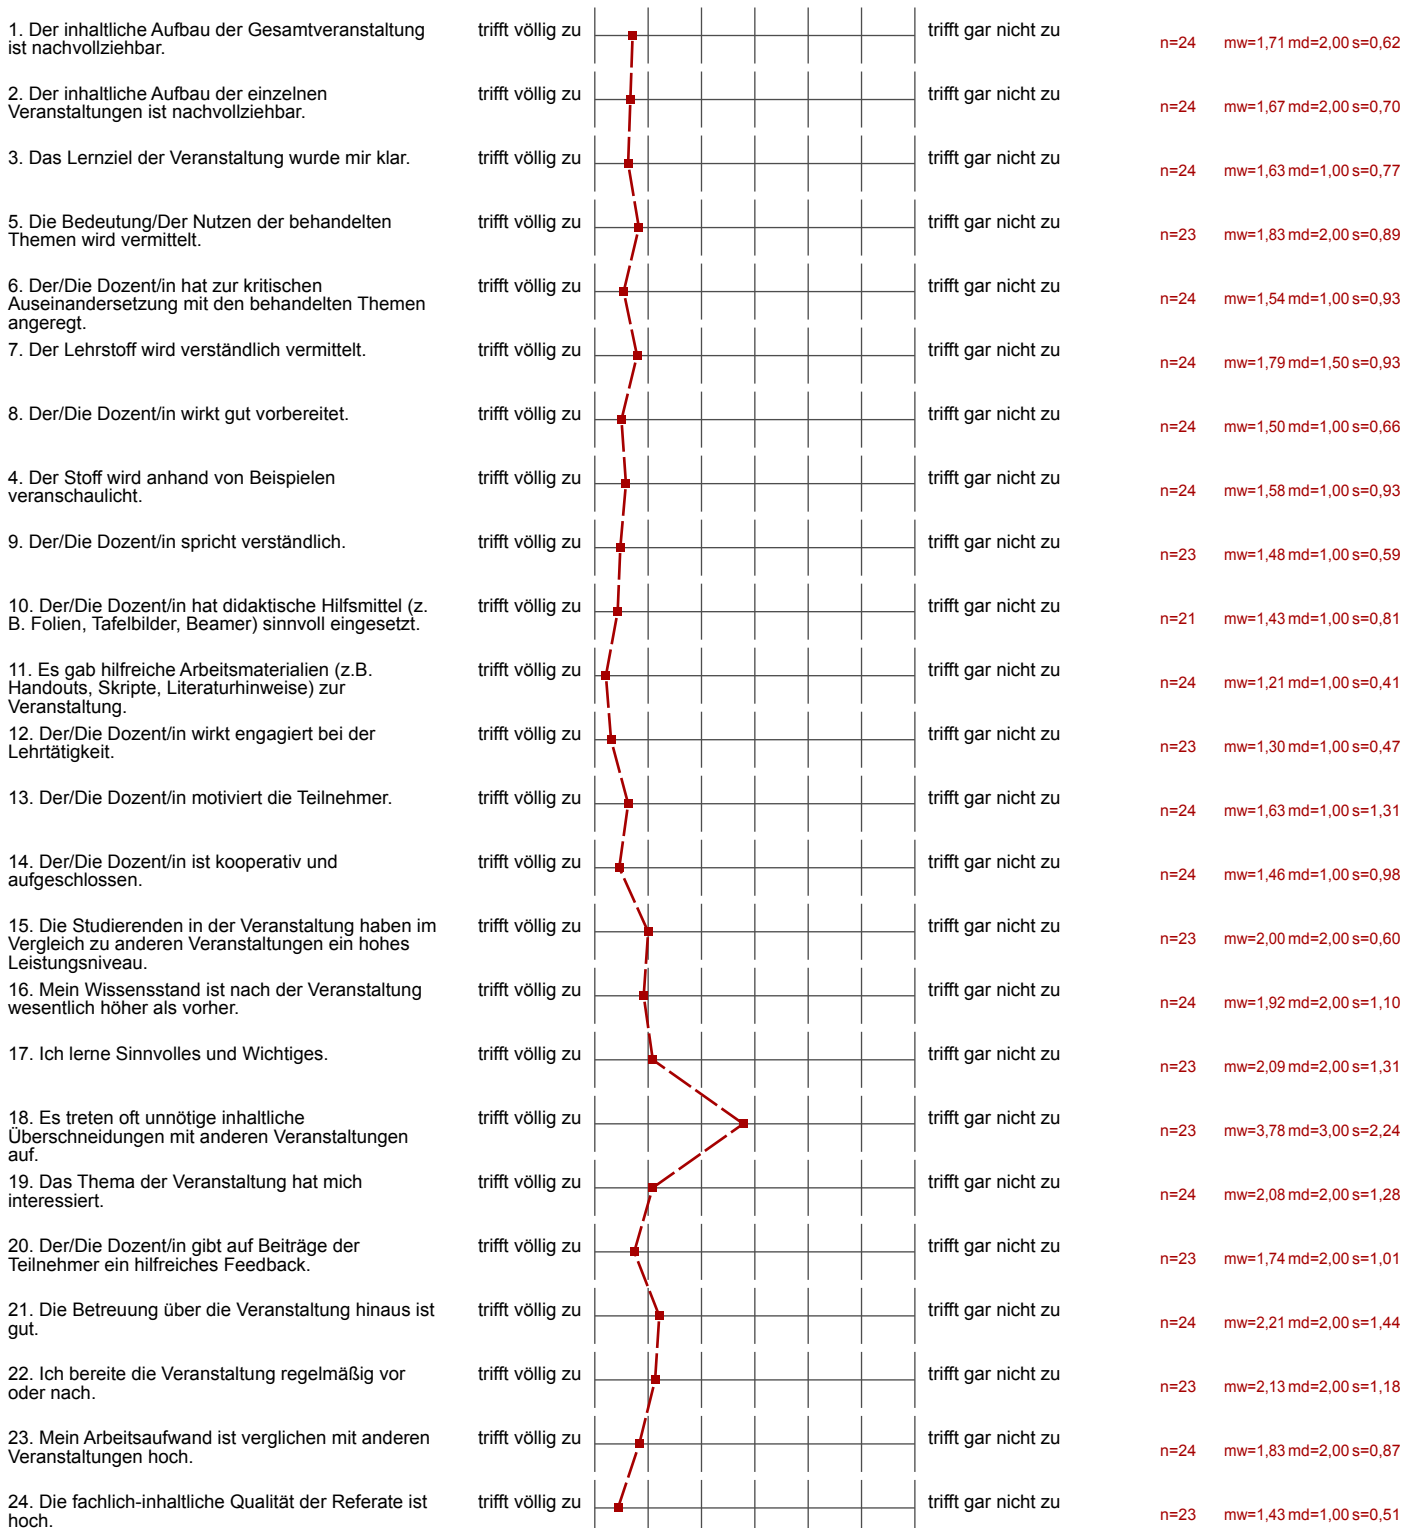 1. Der inhaltliche Aufbau der Gesamtveranstaltung
ist nachvollziehbar.
trifft völlig zu
trifft gar nicht zu
n=24 mw=1,71 md=2,00 s=0,62
2. Der inhaltliche Aufbau der einzelnen
Veranstaltungen ist nachvollziehbar.
trifft völlig zu
trifft gar nicht zu
n=24 mw=1,67 md=2,00 s=0,70
3. Das Lernziel der Veranstaltung wurde mir klar.
trifft völlig zu
trifft gar nicht zu
n=24 mw=1,63 md=1,00 s=0,77
5. Die Bedeutung/Der Nutzen der behandelten
Themen wird vermittelt.
trifft völlig zu
trifft gar nicht zu
n=23 mw=1,83 md=2,00 s=0,89
6. Der/Die Dozent/in hat zur kritischen
Auseinandersetzung mit den behandelten Themen
angeregt.
trifft völlig zu
trifft gar nicht zu
n=24 mw=1,54 md=1,00 s=0,93
7. Der Lehrstoff wird verständlich vermittelt.
trifft völlig zu
trifft gar nicht zu
n=24 mw=1,79 md=1,50 s=0,93
8. Der/Die Dozent/in wirkt gut vorbereitet.
trifft völlig zu
trifft gar nicht zu
n=24 mw=1,50 md=1,00 s=0,66
4. Der Stoff wird anhand von Beispielen
veranschaulicht.
trifft völlig zu
trifft gar nicht zu
n=24 mw=1,58 md=1,00 s=0,93
9. Der/Die Dozent/in spricht verständlich.
trifft völlig zu
trifft gar nicht zu
n=23 mw=1,48 md=1,00 s=0,59
10. Der/Die Dozent/in hat didaktische Hilfsmittel (z.
B. Folien, Tafelbilder, Beamer) sinnvoll eingesetzt.
trifft völlig zu
trifft gar nicht zu
n=21 mw=1,43 md=1,00 s=0,81
11. Es gab hilfreiche Arbeitsmaterialien (z.B.
Handouts, Skripte, Literaturhinweise) zur
Veranstaltung.
trifft völlig zu
trifft gar nicht zu
n=24 mw=1,21 md=1,00 s=0,41
12. Der/Die Dozent/in wirkt engagiert bei der
Lehrtätigkeit.
trifft völlig zu
trifft gar nicht zu
n=23 mw=1,30 md=1,00 s=0,47
13. Der/Die Dozent/in motiviert die Teilnehmer.
trifft völlig zu
trifft gar nicht zu
n=24 mw=1,63 md=1,00 s=1,31
14. Der/Die Dozent/in ist kooperativ und
aufgeschlossen.
trifft völlig zu
trifft gar nicht zu
n=24 mw=1,46 md=1,00 s=0,98
15. Die Studierenden in der Veranstaltung haben im
Vergleich zu anderen Veranstaltungen ein hohes
Leistungsniveau.
trifft völlig zu
trifft gar nicht zu
n=23 mw=2,00 md=2,00 s=0,60
16. Mein Wissensstand ist nach der Veranstaltung
wesentlich höher als vorher.
trifft völlig zu
trifft gar nicht zu
n=24 mw=1,92 md=2,00 s=1,10
17. Ich lerne Sinnvolles und Wichtiges.
trifft völlig zu
trifft gar nicht zu
n=23 mw=2,09 md=2,00 s=1,31
18. Es treten oft unnötige inhaltliche
Überschneidungen mit anderen Veranstaltungen
auf.
trifft völlig zu
trifft gar nicht zu
n=23 mw=3,78 md=3,00 s=2,24
19. Das Thema der Veranstaltung hat mich
interessiert.
trifft völlig zu
trifft gar nicht zu
n=24 mw=2,08 md=2,00 s=1,28
20. Der/Die Dozent/in gibt auf Beiträge der
Teilnehmer ein hilfreiches Feedback.
trifft völlig zu
trifft gar nicht zu
n=23 mw=1,74 md=2,00 s=1,01
21. Die Betreuung über die Veranstaltung hinaus ist
gut.
trifft völlig zu
trifft gar nicht zu
n=24 mw=2,21 md=2,00 s=1,44
22. Ich bereite die Veranstaltung regelmäßig vor
oder nach.
trifft völlig zu
trifft gar nicht zu
n=23 mw=2,13 md=2,00 s=1,18
23. Mein Arbeitsaufwand ist verglichen mit anderen
Veranstaltungen hoch.
trifft völlig zu
trifft gar nicht zu
n=24 mw=1,83 md=2,00 s=0,87
24. Die fachlich-inhaltliche Qualität der Referate ist
hoch.
trifft völlig zu
trifft gar nicht zu
n=23 mw=1,43 md=1,00 s=0,51